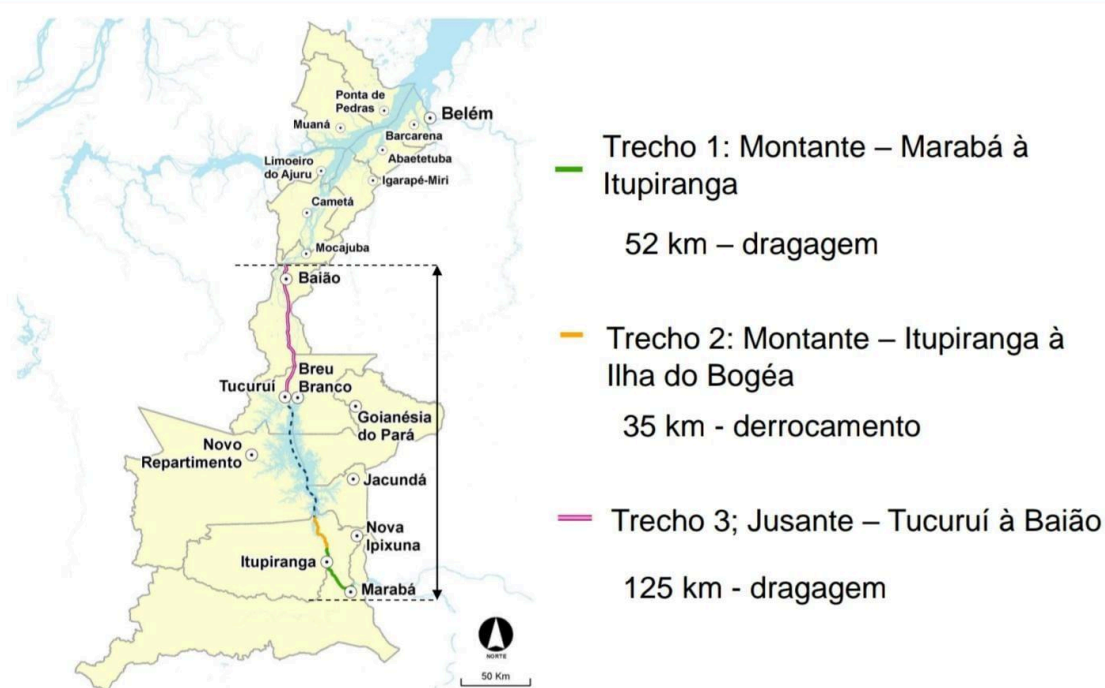 Ponta de
Pedras
Belém
Muaná
Barcarena
Limoeiro
do Ajuru
Abaetetuba
Igarapé-Miri
Cametá
Mocajuba
Baião
Breu
Branco
Tucuruí
Goianésia
do Pará
Novo
Repartimento
Jacundá
Nova
Ipixuna
Itupiranga
Marabá
NORTE
50 Km
Trecho 1: Montante – Marabá à
Itupiranga
52 km – dragagem
Trecho 2: Montante – Itupiranga à
Ilha do Bogéa
35 km - derrocamento
Trecho 3; Jusante – Tucuruí à Baião
125 km - dragagem